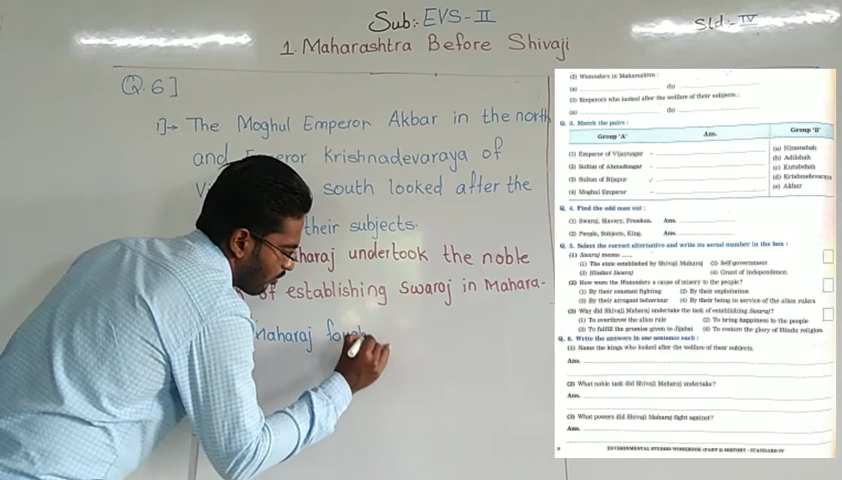 Sub:- EVS-II
Std:- IV
1. Maharashtra Before Shivaji
Q.6]
1]→ The Moghul Emperor Akbar in the north
and Krishnadevaraya of
south looked after the
their subjects.
undertook the noble
of establishing Swaraj in Mahara-
Maharaj
(2) Watandars in Maharashtra :
(a) (b)
(3) Emperors who looked after the welfare of their subjects :
(a) (b)
Q. 3. Match the pairs :
Group 'A' Ans. Group 'B'
(1) Emperor of Vijaynagar - (a) Nizamshah
(2) Sultan of Ahmadnagar - (b) Adilshah
(3) Sultan of Bijapur - (c) Kutubshah
(4) Moghul Emperor - (d) Krishnadevaraya
(e) Akbar
Q. 4. Find the odd man out :
(1) Swaraj, Slavery, Freedom. Ans.
(2) People, Subjects, King. Ans.
Q. 5. Select the correct alternative and write its serial number in the box :
(1) Swaraj means ......
(1) The state established by Shivaji Maharaj (2) Self-government
(3) Hindavi Swaraj (4) Grant of independence.
(2) How were the Watandars a cause of misery to the people?
(1) By their constant fighting (2) By their exploitation
(3) By their arrogant behaviour (4) By their being in service of the alien rulers
(3) Why did Shivaji Maharaj undertake the task of establishing Swaraj?
(1) To overthrow the alien rule (2) To bring happiness to the people
(3) To fulfil the promise given to Jijabai (4) To restore the glory of Hindu religion.
Q. 6. Write the answers in one sentence each :
(1) Name the kings who looked after the welfare of their subjects.
Ans.
(2) What noble task did Shivaji Maharaj undertake?
Ans.
(3) What powers did Shivaji Maharaj fight against?
Ans.
ENVIRONMENTAL STUDIES WORKBOOK (PART 2) HISTORY : STANDARD IV